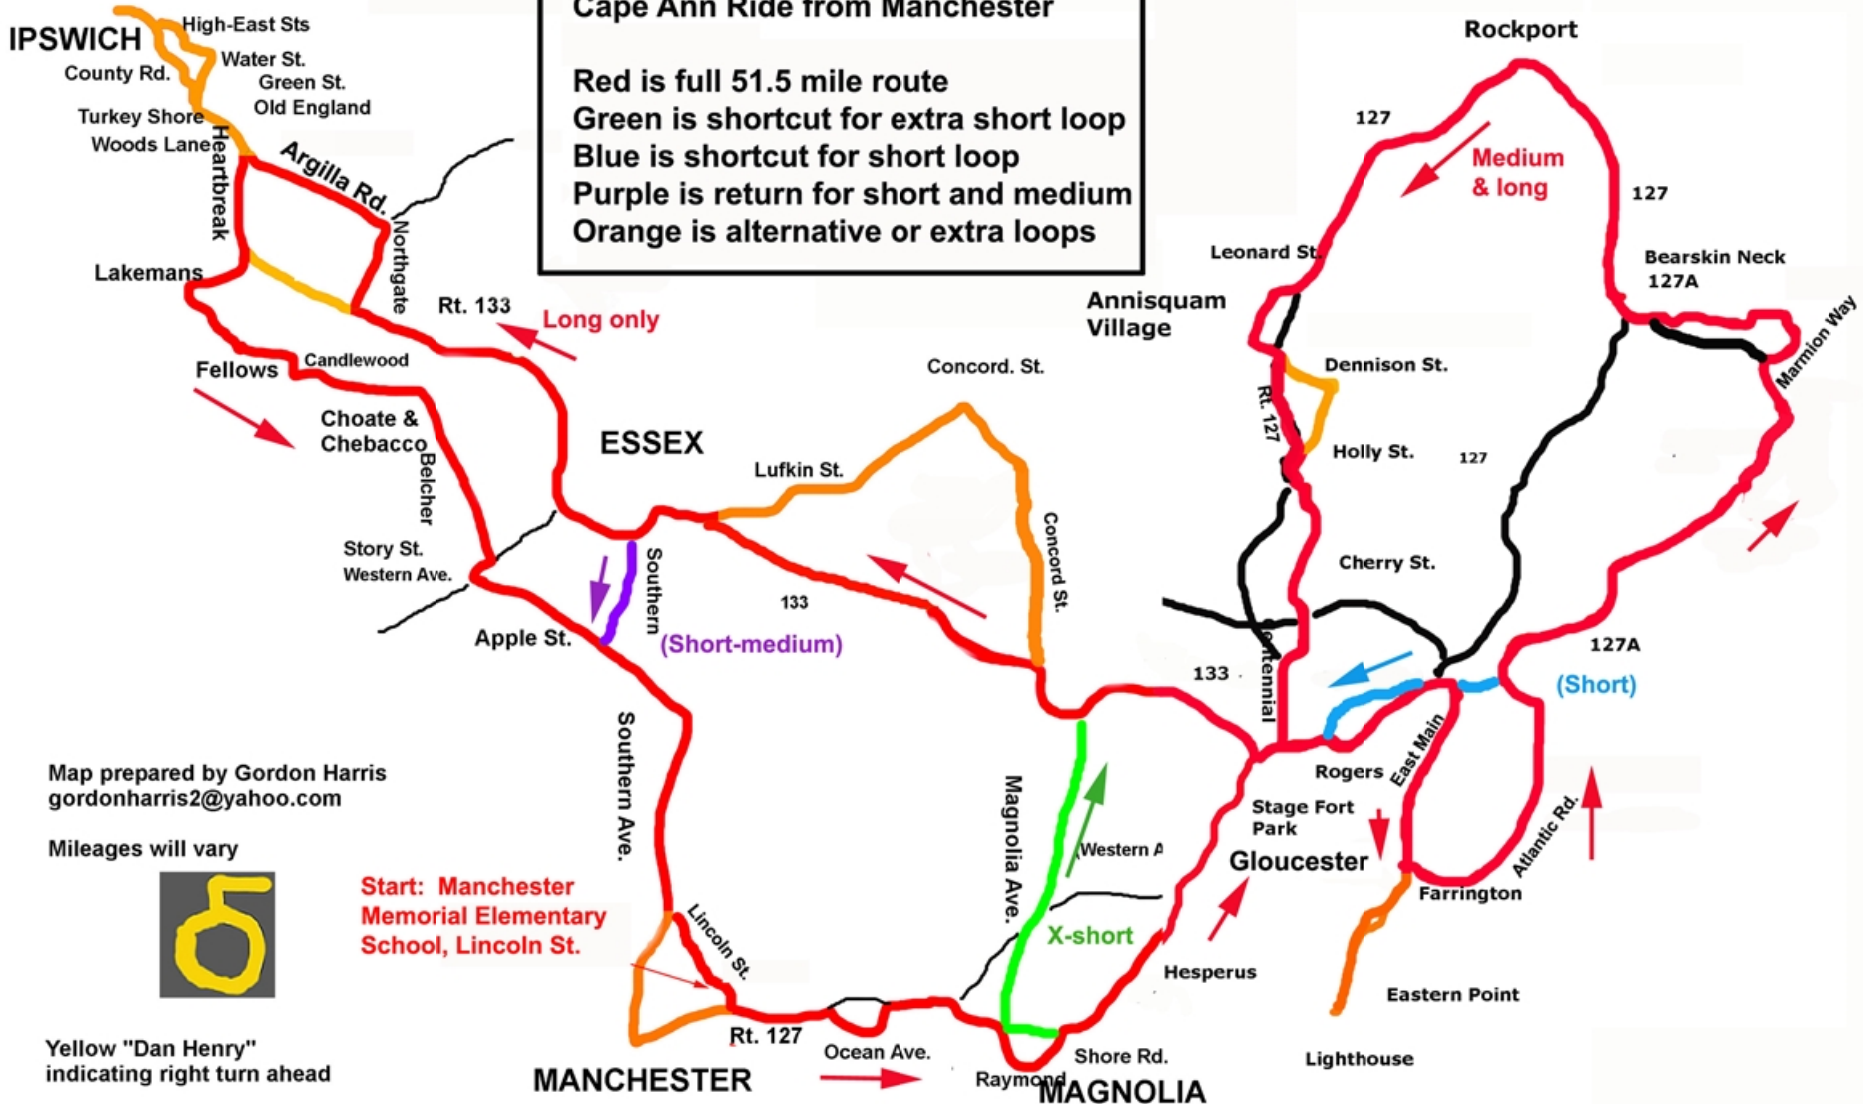 Cape Ann Ride from Manchester
Red is full 51.5 mile route
Green is shortcut for extra short loop
Blue is shortcut for short loop
Purple is return for short and medium
Orange is alternative or extra loops
IPSWICH
High-East Sts
Water St.
County Rd.
Green St.
Old England
Turkey Shore
Woods Lane
Heartbreak
Argilla Rd.
Northgate
Lakemans
Rt. 133
Long only
Fellows
Candlewood
Choate &
Chebacco
Belcher
ESSEX
Lufkin St.
Concord. St.
Concord St.
Story St.
Western Ave.
Apple St.
Southern
(Short-medium)
133
Southern Ave.
Rockport
127
Medium
& long
127
Leonard St.
Bearskin Neck
127A
Annisquam
Village
Marmion Way
Dennison St.
Rt. 127
Holly St.
127
Cherry St.
Centennial
133
127A
(Short)
Rogers
East Main
Stage Fort
Park
Gloucester
Atlantic Rd.
Farrington
Eastern Point
Lighthouse
Magnolia Ave.
(Western A
X-short
Hesperus
Map prepared by Gordon Harris
gordonharris2@yahoo.com
Mileages will vary
Start: Manchester
Memorial Elementary
School, Lincoln St.
Lincoln St.
Rt. 127
Ocean Ave.
Shore Rd.
Raymond
MANCHESTER
MAGNOLIA
Yellow "Dan Henry"
indicating right turn ahead